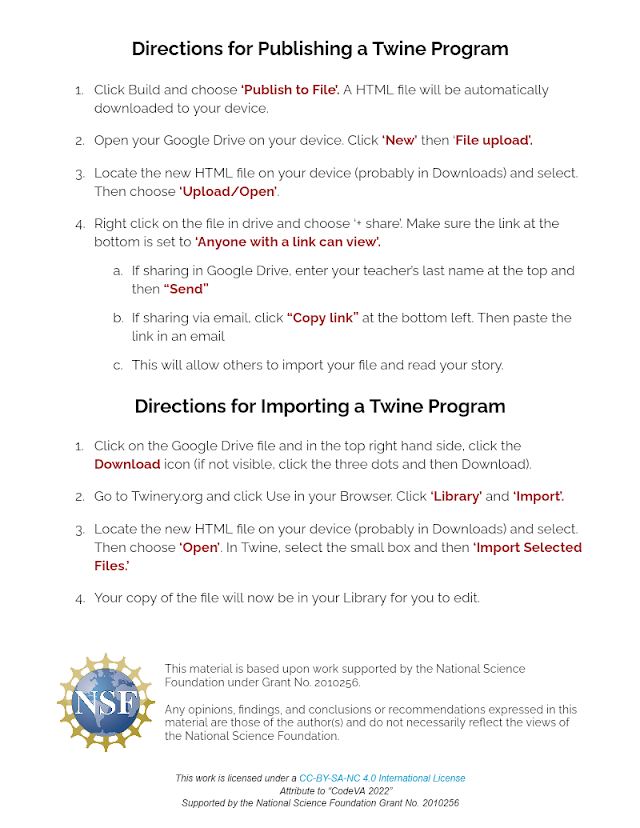 Directions for Publishing a Twine Program
1. Click Build and choose ‘Publish to File’. A HTML file will be automatically
downloaded to your device.
2. Open your Google Drive on your device. Click ‘New’ then ‘File upload’.
3. Locate the new HTML file on your device (probably in Downloads) and select.
Then choose ‘Upload/Open’.
4. Right click on the file in drive and choose ‘+ share’. Make sure the link at the
bottom is set to ‘Anyone with a link can view’.
a. If sharing in Google Drive, enter your teacher’s last name at the top and
then “Send”
b. If sharing via email, click “Copy link” at the bottom left. Then paste the
link in an email
c. This will allow others to import your file and read your story.
Directions for Importing a Twine Program
1. Click on the Google Drive file and in the top right hand side, click the
Download icon (if not visible, click the three dots and then Download).
2. Go to Twinery.org and click Use in your Browser. Click ‘Library’ and ‘Import’.
3. Locate the new HTML file on your device (probably in Downloads) and select.
Then choose ‘Open’. In Twine, select the small box and then ‘Import Selected
Files.’
4. Your copy of the file will now be in your Library for you to edit.
NSF
This material is based upon work supported by the National Science
Foundation under Grant No. 2010256.
Any opinions, findings, and conclusions or recommendations expressed in this
material are those of the author(s) and do not necessarily reflect the views of
the National Science Foundation.
This work is licensed under a CC-BY-SA-NC 4.0 International License
Attribute to “CodeVA 2022”
Supported by the National Science Foundation Grant No. 2010256